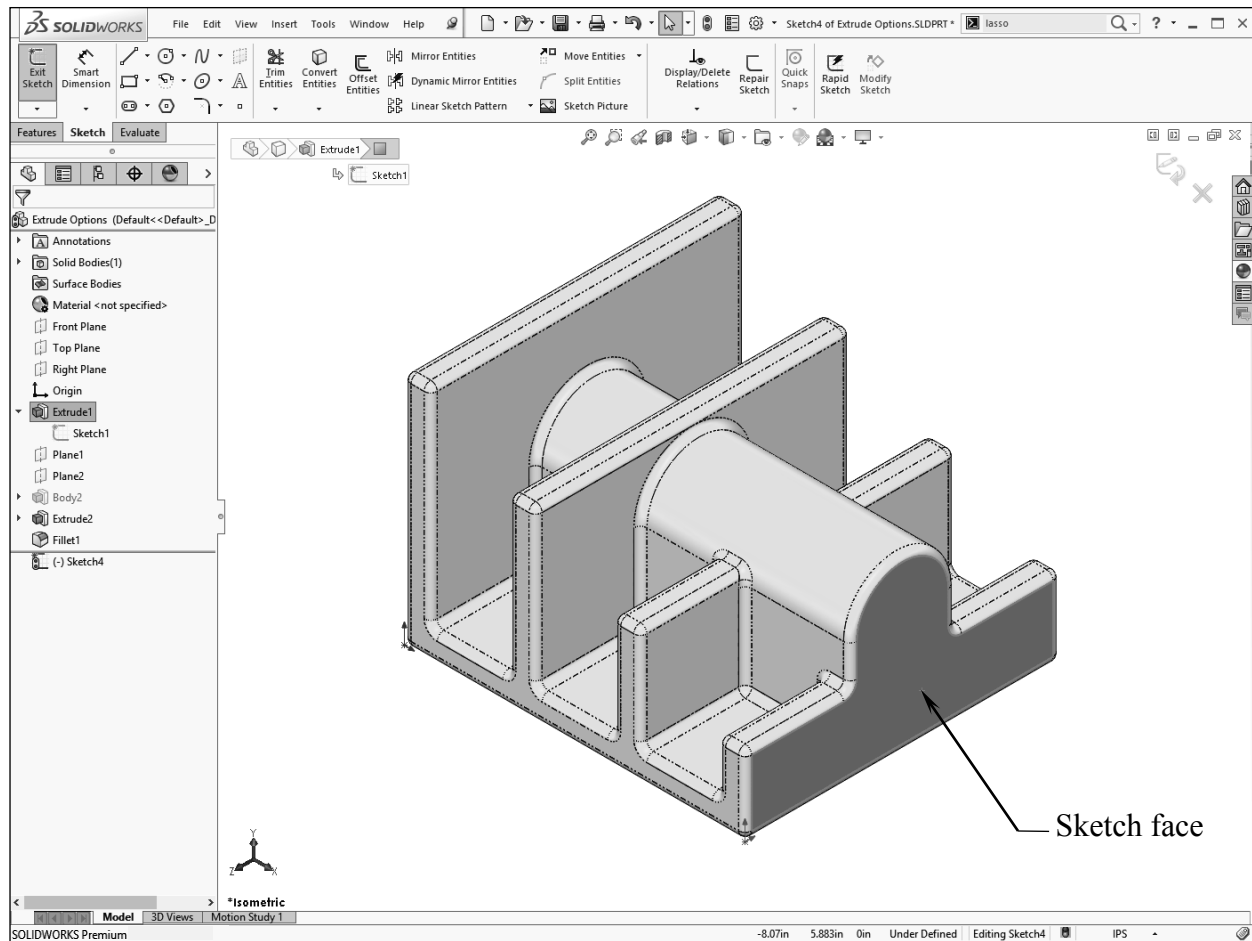 SOLIDWORKS File Edit View Insert Tools Window Help Sketch4 of Extrude Options.SLDPRT * lasso ?
Exit Sketch
Smart Dimension
Trim Entities
Convert Entities
Offset Entities
Mirror Entities
Dynamic Mirror Entities
Linear Sketch Pattern
Move Entities
Split Entities
Sketch Picture
Display/Delete Relations
Repair Sketch
Quick Snaps
Rapid Sketch
Modify Sketch
Features Sketch Evaluate
Extrude1
Sketch1
Extrude Options (Default<<Default>_D
Annotations
Solid Bodies(1)
Surface Bodies
Material <not specified>
Front Plane
Top Plane
Right Plane
Origin
Extrude1
Sketch1
Plane1
Plane2
Body2
Extrude2
Fillet1
(-) Sketch4
Sketch face
Y
Z X
*Isometric
Model 3D Views Motion Study 1
SOLIDWORKS Premium -8.07in 5.883in 0in Under Defined Editing Sketch4 IPS